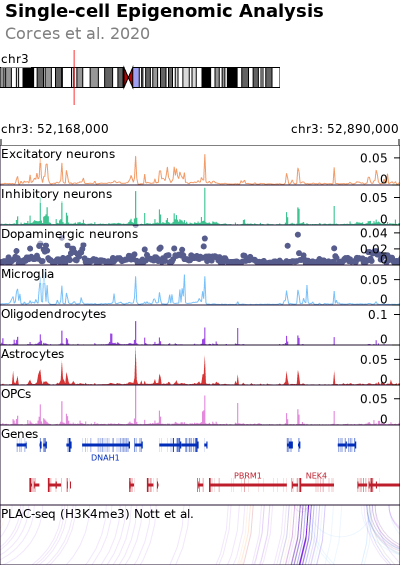 Single-cell Epigenomic Analysis
Corces et al. 2020
chr3
chr3: 52,168,000 chr3: 52,890,000
Excitatory neurons 0.05
0
Inhibitory neurons 0.05
0
Dopaminergic neurons 0.04
0.02
0
Microglia 0.05
0
Oligodendrocytes 0.1
0
Astrocytes 0.05
0
OPCs 0.05
0
Genes
DNAH1
PBRM1 NEK4
PLAC-seq (H3K4me3) Nott et al.